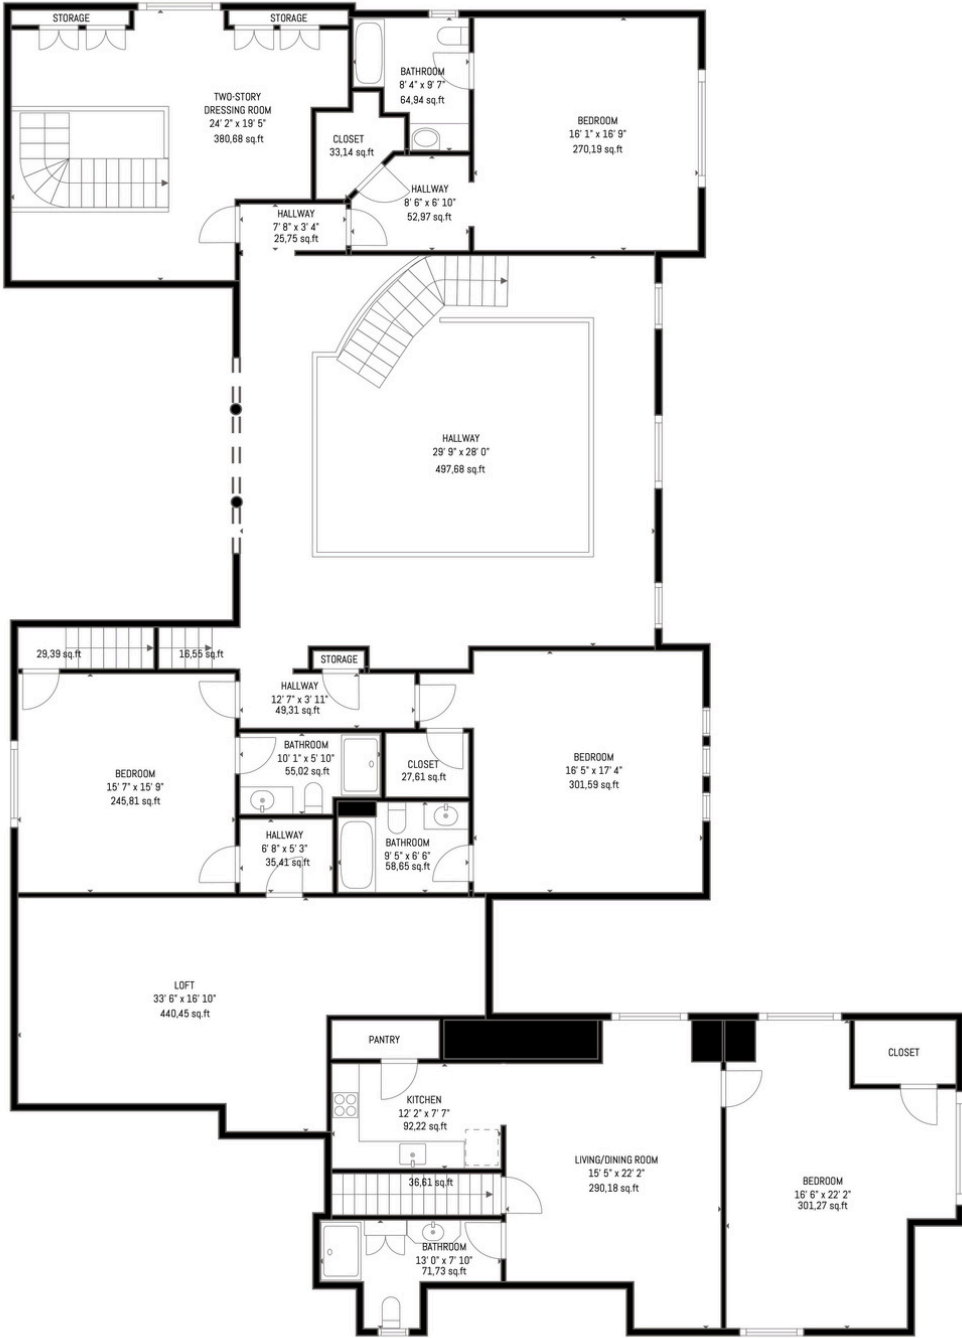 STORAGE
STORAGE
TWO-STORY
DRESSING ROOM
24' 2" x 19' 5"
380,68 sq.ft
BATHROOM
8' 4" x 9' 7"
64,94 sq.ft
BEDROOM
16' 1" x 16' 9"
270,19 sq.ft
CLOSET
33,14 sq.ft
HALLWAY
8' 6" x 6' 10"
52,97 sq.ft
HALLWAY
7' 8" x 3' 4"
25,75 sq.ft
HALLWAY
29' 9" x 28' 0"
497,68 sq.ft
29,39 sq.ft
16,55 sq.ft
STORAGE
HALLWAY
12' 7" x 3' 11"
49,31 sq.ft
BEDROOM
15' 7" x 15' 9"
245,81 sq.ft
BATHROOM
10' 1" x 5' 10"
55,02 sq.ft
CLOSET
27,61 sq.ft
BEDROOM
16' 5" x 17' 4"
301,59 sq.ft
HALLWAY
6' 8" x 5' 3"
35,41 sq.ft
BATHROOM
9' 5" x 6' 6"
58,65 sq.ft
LOFT
33' 6" x 16' 10"
440,45 sq.ft
PANTRY
CLOSET
KITCHEN
12' 2" x 7' 7"
92,22 sq.ft
LIVING/DINING ROOM
15' 5" x 22' 2"
290,18 sq.ft
36,61 sq.ft
BEDROOM
16' 6" x 22' 2"
301,27 sq.ft
BATHROOM
13' 0" x 7' 10"
71,73 sq.ft